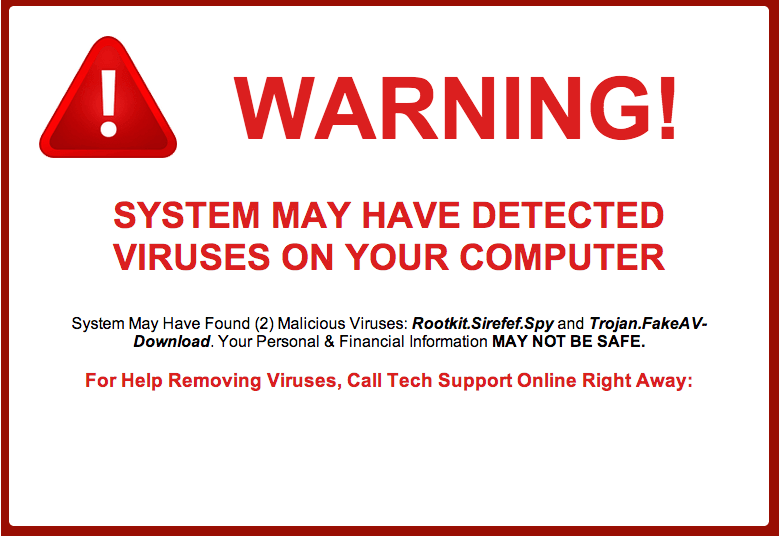 WARNING!
SYSTEM MAY HAVE DETECTED
VIRUSES ON YOUR COMPUTER
System May Have Found (2) Malicious Viruses: Rootkit.Sirefef.Spy and Trojan.FakeAV-
Download. Your Personal & Financial Information MAY NOT BE SAFE.
For Help Removing Viruses, Call Tech Support Online Right Away: